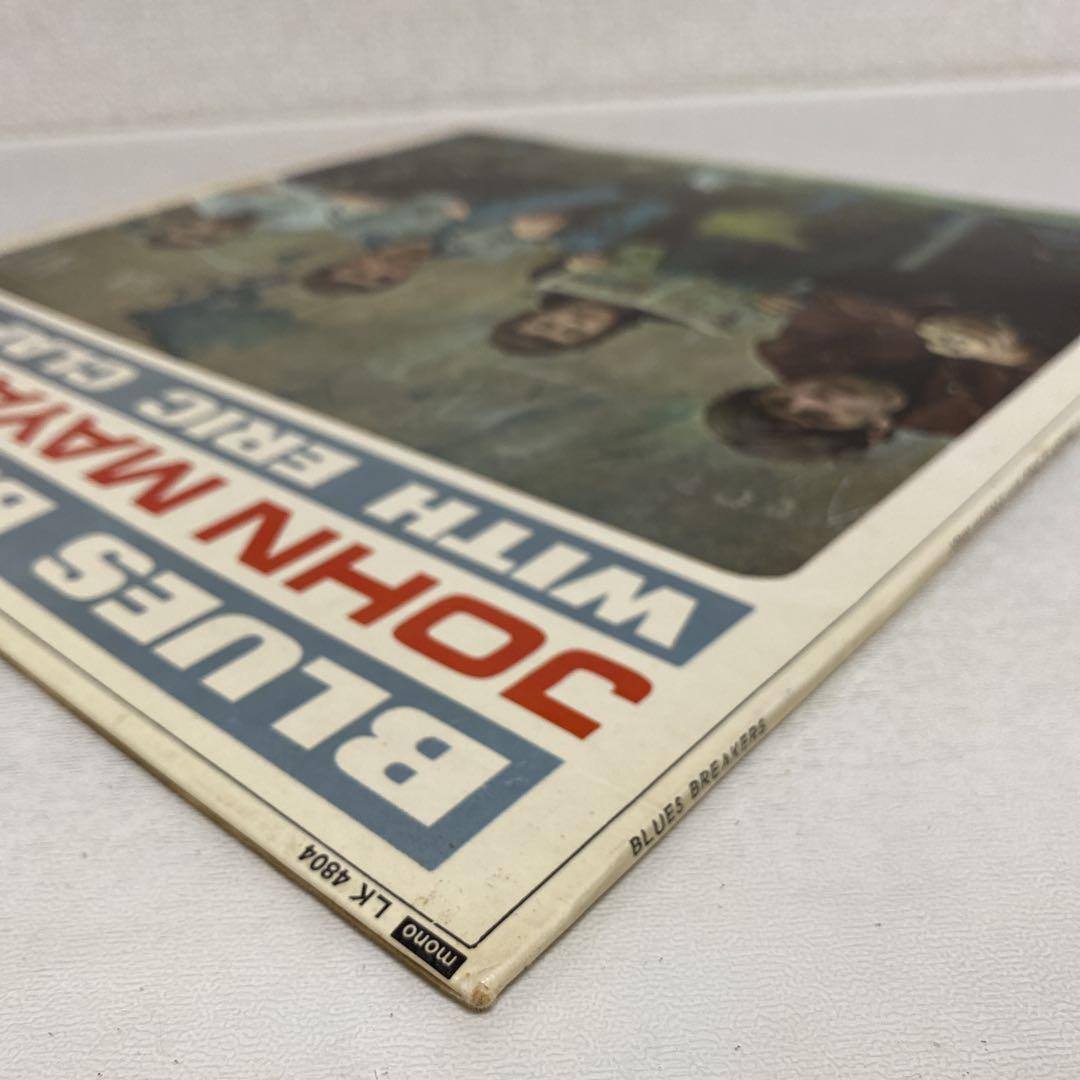 mono LK 4804
BLUES B
JOHN MAYA
WITH ERIC CLA
BLUES BREAKERS